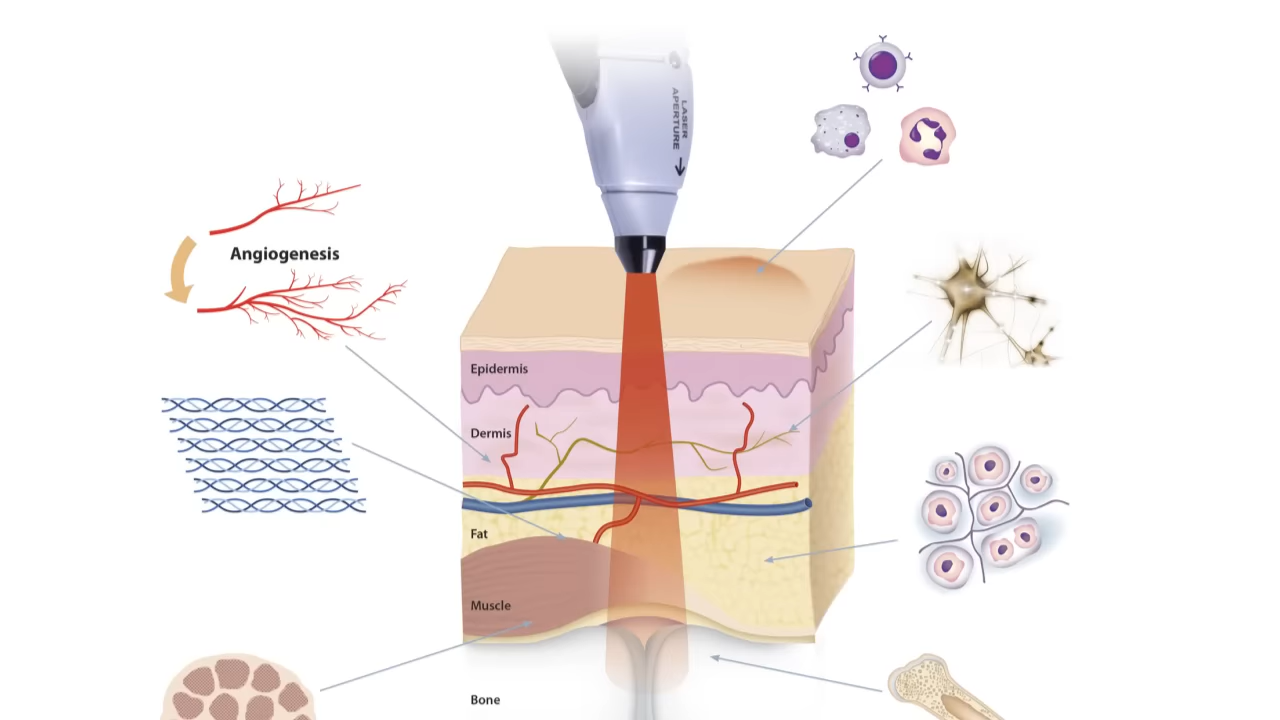 LASER
APERTURE
Angiogenesis
Epidermis
Dermis
Fat
Muscle
Bone